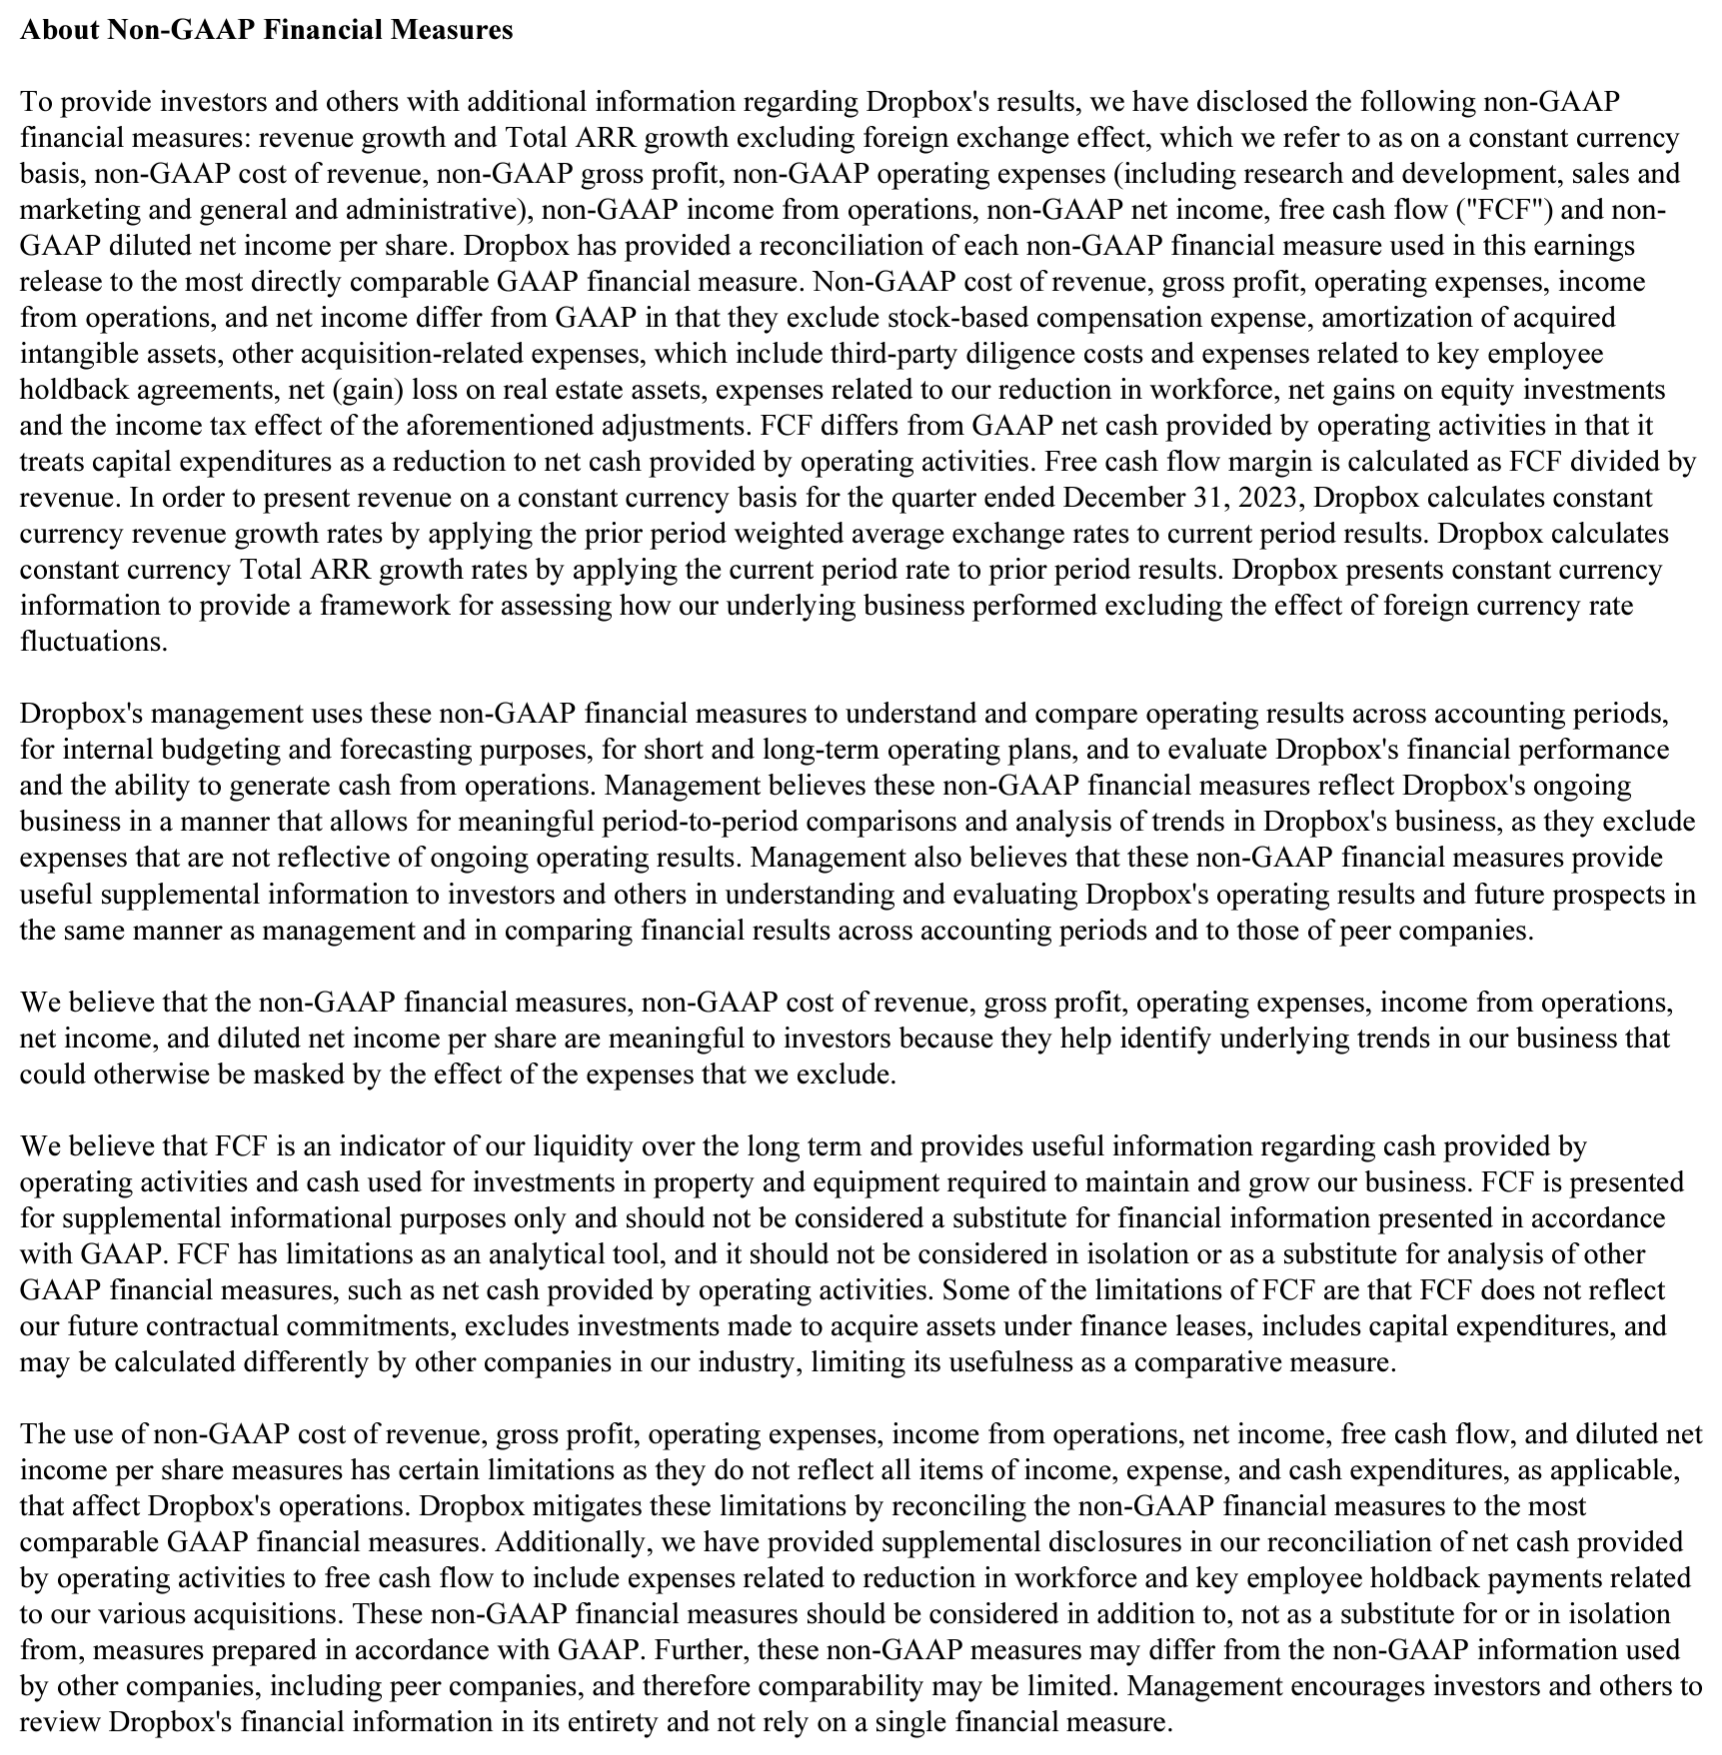 About Non-GAAP Financial Measures
To provide investors and others with additional information regarding Dropbox's results, we have disclosed the following non-GAAP
financial measures: revenue growth and Total ARR growth excluding foreign exchange effect, which we refer to as on a constant currency
basis, non-GAAP cost of revenue, non-GAAP gross profit, non-GAAP operating expenses (including research and development, sales and
marketing and general and administrative), non-GAAP income from operations, non-GAAP net income, free cash flow ("FCF") and non-
GAAP diluted net income per share. Dropbox has provided a reconciliation of each non-GAAP financial measure used in this earnings
release to the most directly comparable GAAP financial measure. Non-GAAP cost of revenue, gross profit, operating expenses, income
from operations, and net income differ from GAAP in that they exclude stock-based compensation expense, amortization of acquired
intangible assets, other acquisition-related expenses, which include third-party diligence costs and expenses related to key employee
holdback agreements, net (gain) loss on real estate assets, expenses related to our reduction in workforce, net gains on equity investments
and the income tax effect of the aforementioned adjustments. FCF differs from GAAP net cash provided by operating activities in that it
treats capital expenditures as a reduction to net cash provided by operating activities. Free cash flow margin is calculated as FCF divided by
revenue. In order to present revenue on a constant currency basis for the quarter ended December 31, 2023, Dropbox calculates constant
currency revenue growth rates by applying the prior period weighted average exchange rates to current period results. Dropbox calculates
constant currency Total ARR growth rates by applying the current period rate to prior period results. Dropbox presents constant currency
information to provide a framework for assessing how our underlying business performed excluding the effect of foreign currency rate
fluctuations.
Dropbox's management uses these non-GAAP financial measures to understand and compare operating results across accounting periods,
for internal budgeting and forecasting purposes, for short and long-term operating plans, and to evaluate Dropbox's financial performance
and the ability to generate cash from operations. Management believes these non-GAAP financial measures reflect Dropbox's ongoing
business in a manner that allows for meaningful period-to-period comparisons and analysis of trends in Dropbox's business, as they exclude
expenses that are not reflective of ongoing operating results. Management also believes that these non-GAAP financial measures provide
useful supplemental information to investors and others in understanding and evaluating Dropbox's operating results and future prospects in
the same manner as management and in comparing financial results across accounting periods and to those of peer companies.
We believe that the non-GAAP financial measures, non-GAAP cost of revenue, gross profit, operating expenses, income from operations,
net income, and diluted net income per share are meaningful to investors because they help identify underlying trends in our business that
could otherwise be masked by the effect of the expenses that we exclude.
We believe that FCF is an indicator of our liquidity over the long term and provides useful information regarding cash provided by
operating activities and cash used for investments in property and equipment required to maintain and grow our business. FCF is presented
for supplemental informational purposes only and should not be considered a substitute for financial information presented in accordance
with GAAP. FCF has limitations as an analytical tool, and it should not be considered in isolation or as a substitute for analysis of other
GAAP financial measures, such as net cash provided by operating activities. Some of the limitations of FCF are that FCF does not reflect
our future contractual commitments, excludes investments made to acquire assets under finance leases, includes capital expenditures, and
may be calculated differently by other companies in our industry, limiting its usefulness as a comparative measure.
The use of non-GAAP cost of revenue, gross profit, operating expenses, income from operations, net income, free cash flow, and diluted net
income per share measures has certain limitations as they do not reflect all items of income, expense, and cash expenditures, as applicable,
that affect Dropbox's operations. Dropbox mitigates these limitations by reconciling the non-GAAP financial measures to the most
comparable GAAP financial measures. Additionally, we have provided supplemental disclosures in our reconciliation of net cash provided
by operating activities to free cash flow to include expenses related to reduction in workforce and key employee holdback payments related
to our various acquisitions. These non-GAAP financial measures should be considered in addition to, not as a substitute for or in isolation
from, measures prepared in accordance with GAAP. Further, these non-GAAP measures may differ from the non-GAAP information used
by other companies, including peer companies, and therefore comparability may be limited. Management encourages investors and others to
review Dropbox's financial information in its entirety and not rely on a single financial measure.